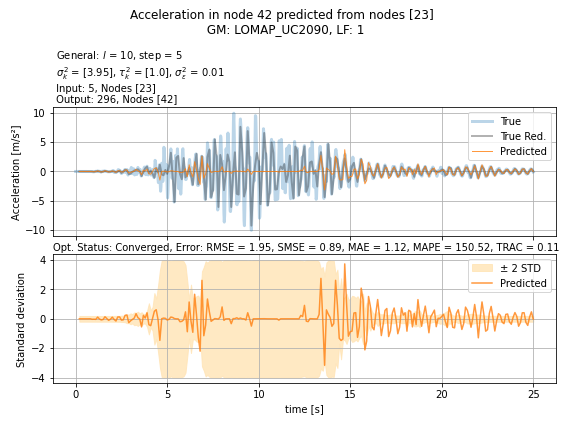 Acceleration in node 42 predicted from nodes [23]
GM: LOMAP_UC2090, LF: 1
General: l = 10, step = 5
σ²ₖ = [3.95], τ²ₖ = [1.0], σ²ε = 0.01
Input: 5, Nodes [23]
Output: 296, Nodes [42]
10
5
0
−5
−10
Acceleration [m/s²]
True
True Red.
Predicted
Opt. Status: Converged, Error: RMSE = 1.95, SMSE = 0.89, MAE = 1.12, MAPE = 150.52, TRAC = 0.11
4
2
0
−2
−4
Standard deviation
± 2 STD
Predicted
0 5 10 15 20 25
time [s]